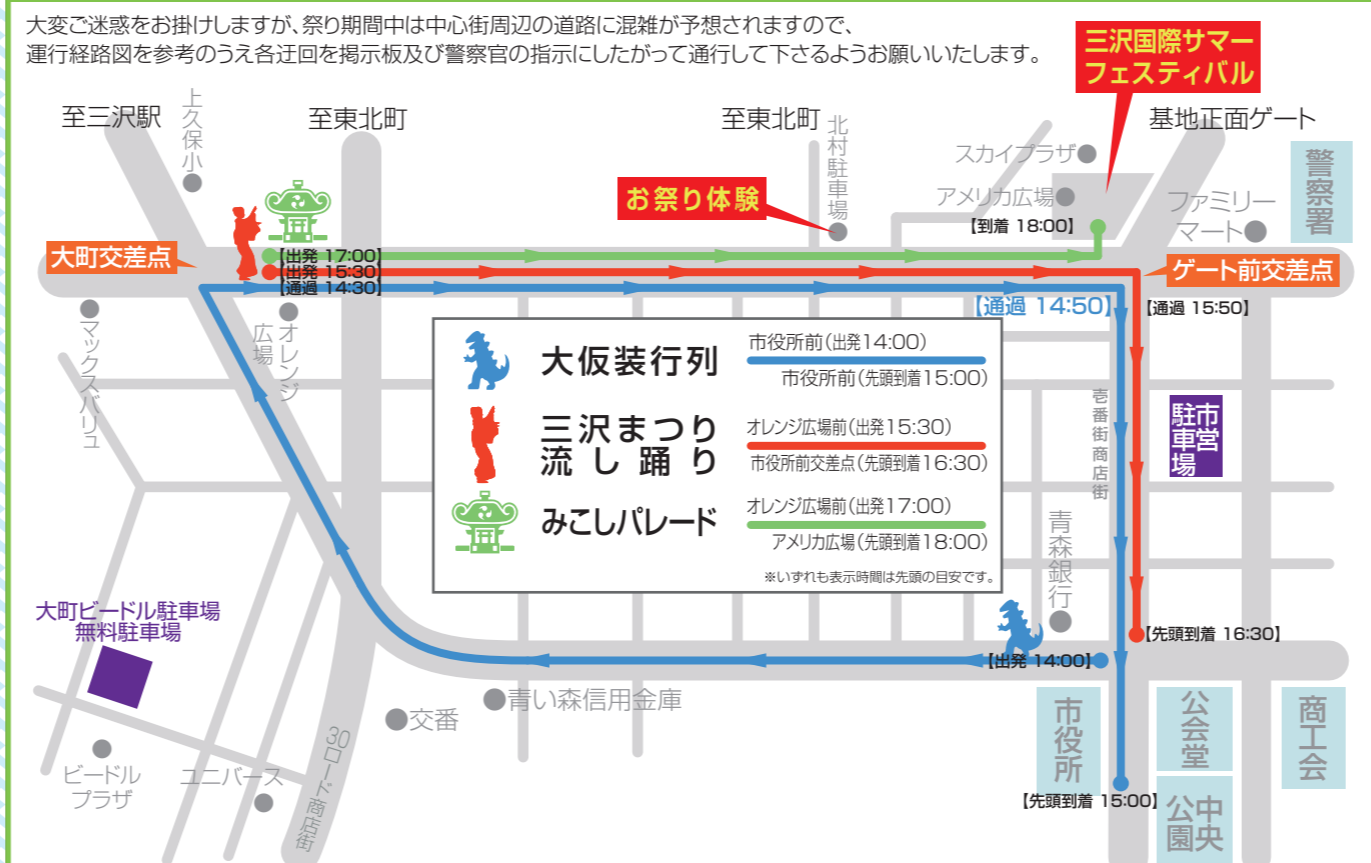 大変ご迷惑をお掛けしますが、祭り期間中は中心街周辺の道路に混雑が予想されますので、
運行経路図を参考のうえ各迂回を掲示板及び警察官の指示にしたがって通行して下さるようお願いいたします。
三沢国際サマー
フェスティバル
至三沢駅
上久保小
至東北町
至東北町
北村駐車場
基地正面ゲート
スカイプラザ
警察署
お祭り体験
アメリカ広場
ファミリー
マート
【到着 18:00】
大町交差点
【出発 17:00】
【出発 15:30】
【通過 14:30】
ゲート前交差点
【通過 14:50】
【通過 15:50】
マックスバリュ
オレンジ
広場
大仮装行列
市役所前(出発14:00)
市役所前(先頭到着15:00)
三沢まつり
流し踊り
オレンジ広場前(出発15:30)
市役所前交差点(先頭到着16:30)
みこしパレード
オレンジ広場前(出発17:00)
アメリカ広場(先頭到着18:00)
※いずれも表示時間は先頭の目安です。
壱番街商店街
市営
駐車場
青森銀行
大町ビードル駐車場
無料駐車場
【先頭到着 16:30】
【出発 14:00】
青い森信用金庫
交番
市役所
公会堂
商工会
30ロード商店街
ビードル
プラザ
ユニバース
【先頭到着 15:00】
中央
公園